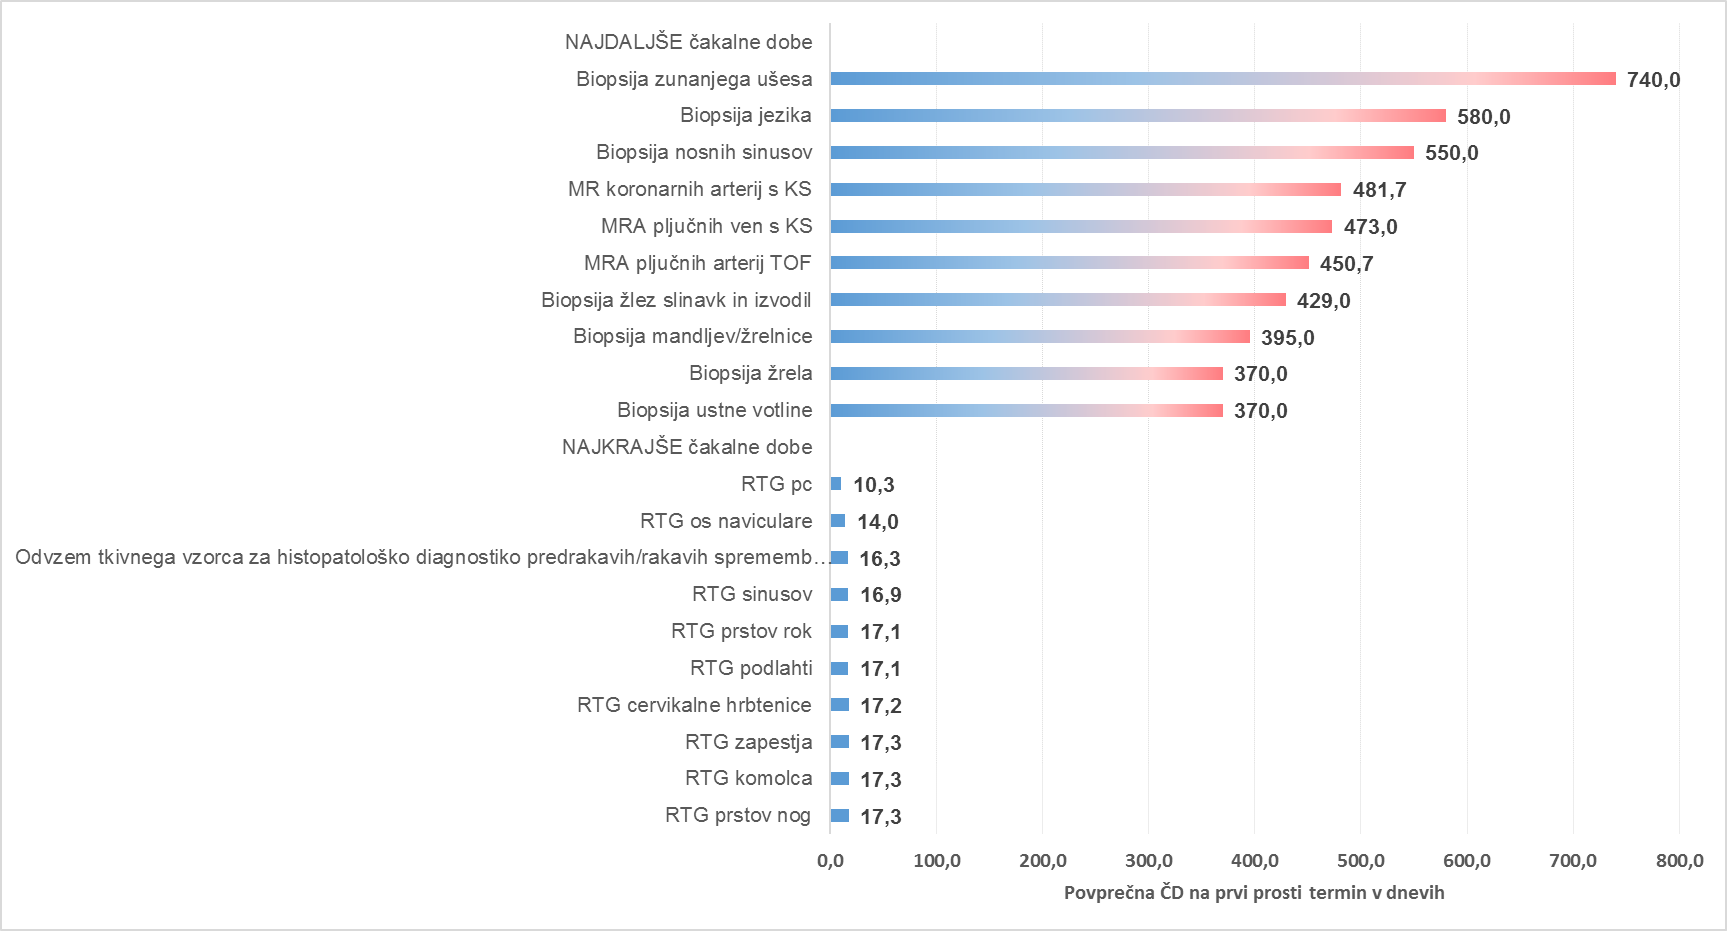 NAJDALJŠE čakalne dobe
Biopsija zunanjega ušesa 740,0
Biopsija jezika 580,0
Biopsija nosnih sinusov 550,0
MR koronarnih arterij s KS 481,7
MRA pljučnih ven s KS 473,0
MRA pljučnih arterij TOF 450,7
Biopsija žlez slinavk in izvodil 429,0
Biopsija mandljev/žrelnice 395,0
Biopsija žrela 370,0
Biopsija ustne votline 370,0
NAJKRAJŠE čakalne dobe
RTG pc 10,3
RTG os naviculare 14,0
Odvzem tkivnega vzorca za histopatološko diagnostiko predrakavih/rakavih sprememb… 16,3
RTG sinusov 16,9
RTG prstov rok 17,1
RTG podlahti 17,1
RTG cervikalne hrbtenice 17,2
RTG zapestja 17,3
RTG komolca 17,3
RTG prstov nog 17,3
0,0 100,0 200,0 300,0 400,0 500,0 600,0 700,0 800,0
Povprečna ČD na prvi prosti termin v dnevih